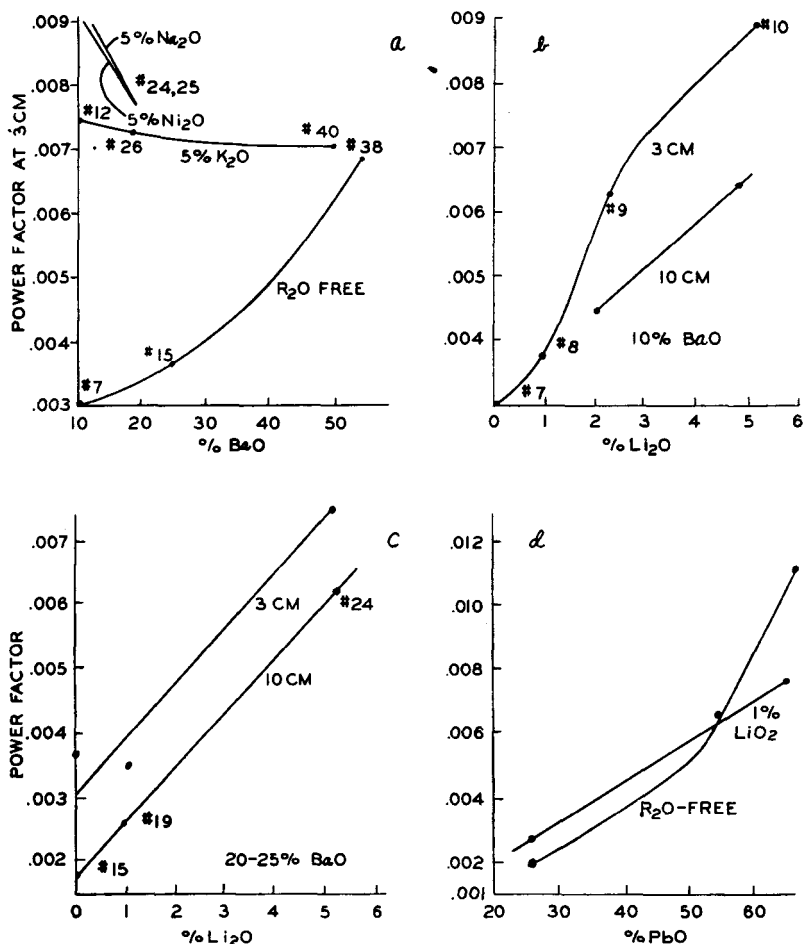 POWER FACTOR AT 3CM
.009
.008
.007
.006
.005
.004
.003
a
5% Na2O
#24,25
5% Ni2O
#12
#26
5% K2O
#40
#38
R2O FREE
#15
#7
10 20 30 40 50 60
% BaO
b
.009
.008
.007
.006
.005
.004
#10
3 CM
#9
10 CM
#8
10% BaO
#7
0 1 2 3 4 5 6
% Li2O
POWER FACTOR
.007
.006
.005
.004
.003
.002
c
3 CM
#24
10 CM
#19
#15
20-25% BaO
0 1 2 3 4 5 6
% Li2O
d
.012
.010
.008
.006
.004
.002
.001
1%
LiO2
R2O-FREE
20 30 40 50 60
% PbO